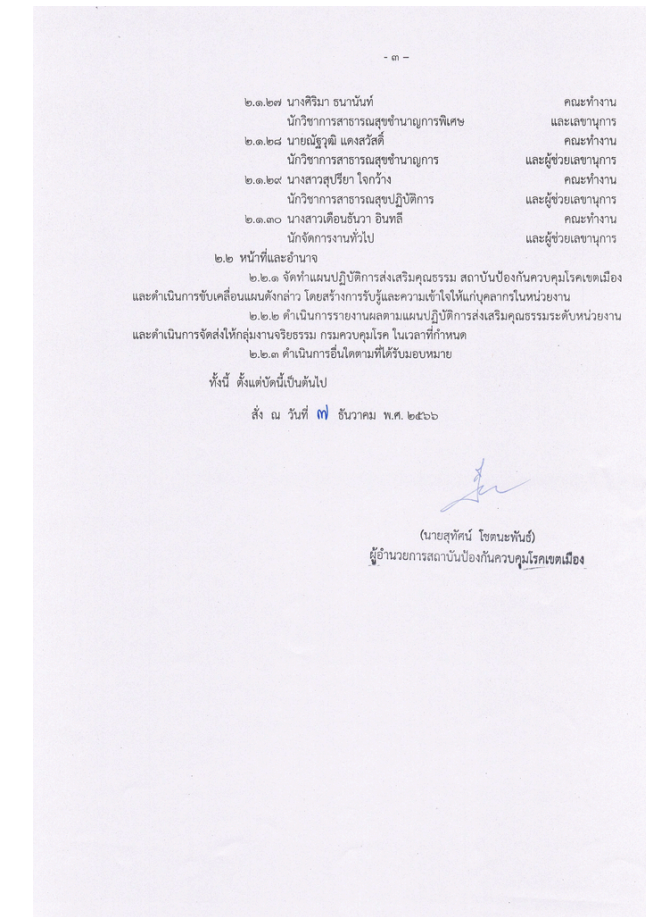 - ๓ –
๒.๑.๒๗ นางศิริมา ธนานันท์ คณะทำงาน
นักวิชาการสาธารณสุขชำนาญการพิเศษ และเลขานุการ
๒.๑.๒๘ นายณัฐวุฒิ แดงสวัสดิ์ คณะทำงาน
นักวิชาการสาธารณสุขชำนาญการ และผู้ช่วยเลขานุการ
๒.๑.๒๙ นางสาวสุปรียา ใจกว้าง คณะทำงาน
นักวิชาการสาธารณสุขปฏิบัติการ และผู้ช่วยเลขานุการ
๒.๑.๓๐ นางสาวเดือนธันวา อินทลี คณะทำงาน
นักจัดการงานทั่วไป และผู้ช่วยเลขานุการ
๒.๒ หน้าที่และอำนาจ
๒.๒.๑ จัดทำแผนปฏิบัติการส่งเสริมคุณธรรม สถาบันป้องกันควบคุมโรคเขตเมือง
และดำเนินการขับเคลื่อนแผนดังกล่าว โดยสร้างการรับรู้และความเข้าใจให้แก่บุคลากรในหน่วยงาน
๒.๒.๒ ดำเนินการรายงานผลตามแผนปฏิบัติการส่งเสริมคุณธรรมระดับหน่วยงาน
และดำเนินการจัดส่งให้กลุ่มงานจริยธรรม กรมควบคุมโรค ในเวลาที่กำหนด
๒.๒.๓ ดำเนินการอื่นใดตามที่ได้รับมอบหมาย
ทั้งนี้ ตั้งแต่บัดนี้เป็นต้นไป
สั่ง ณ วันที่ ๗ ธันวาคม พ.ศ. ๒๕๖๖
(นายสุทัศน์ โชตนะพันธ์)
ผู้อำนวยการสถาบันป้องกันควบคุมโรคเขตเมือง